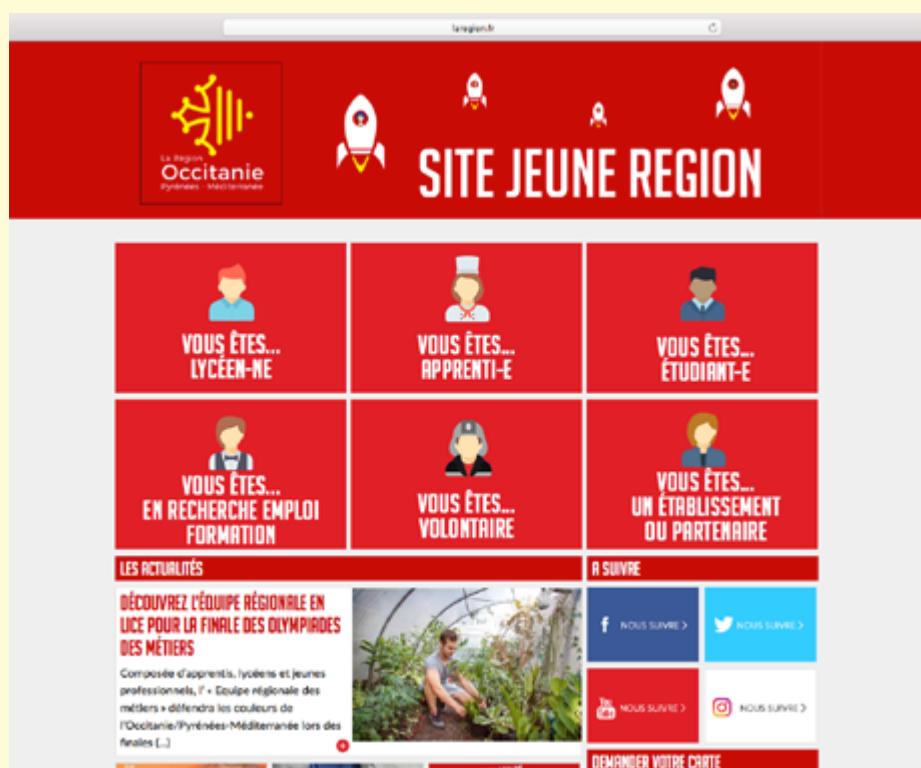 laregion.fr
La Région
Occitanie
Pyrénées - Méditerranée
SITE JEUNE REGION
VOUS ÊTES...
LYCÉEN-NE
VOUS ÊTES...
APPRENTI-E
VOUS ÊTES...
ÉTUDIANT-E
VOUS ÊTES...
EN RECHERCHE EMPLOI
FORMATION
VOUS ÊTES...
VOLONTAIRE
VOUS ÊTES...
UN ÉTABLISSEMENT
OU PARTENAIRE
LES ACTUALITÉS
DÉCOUVREZ L'ÉQUIPE RÉGIONALE EN
LICE POUR LA FINALE DES OLYMPIADES
DES MÉTIERS
Composée d'apprentis, lycéens et jeunes
professionnels, l' « Equipe régionale des
métiers » défendra les couleurs de
l'Occitanie/Pyrénées-Méditerranée lors des
finales [...]
A SUIVRE
NOUS SUIVRE >
NOUS SUIVRE >
You Tube NOUS SUIVRE >
NOUS SUIVRE >
DEMANDER VOTRE CARTE